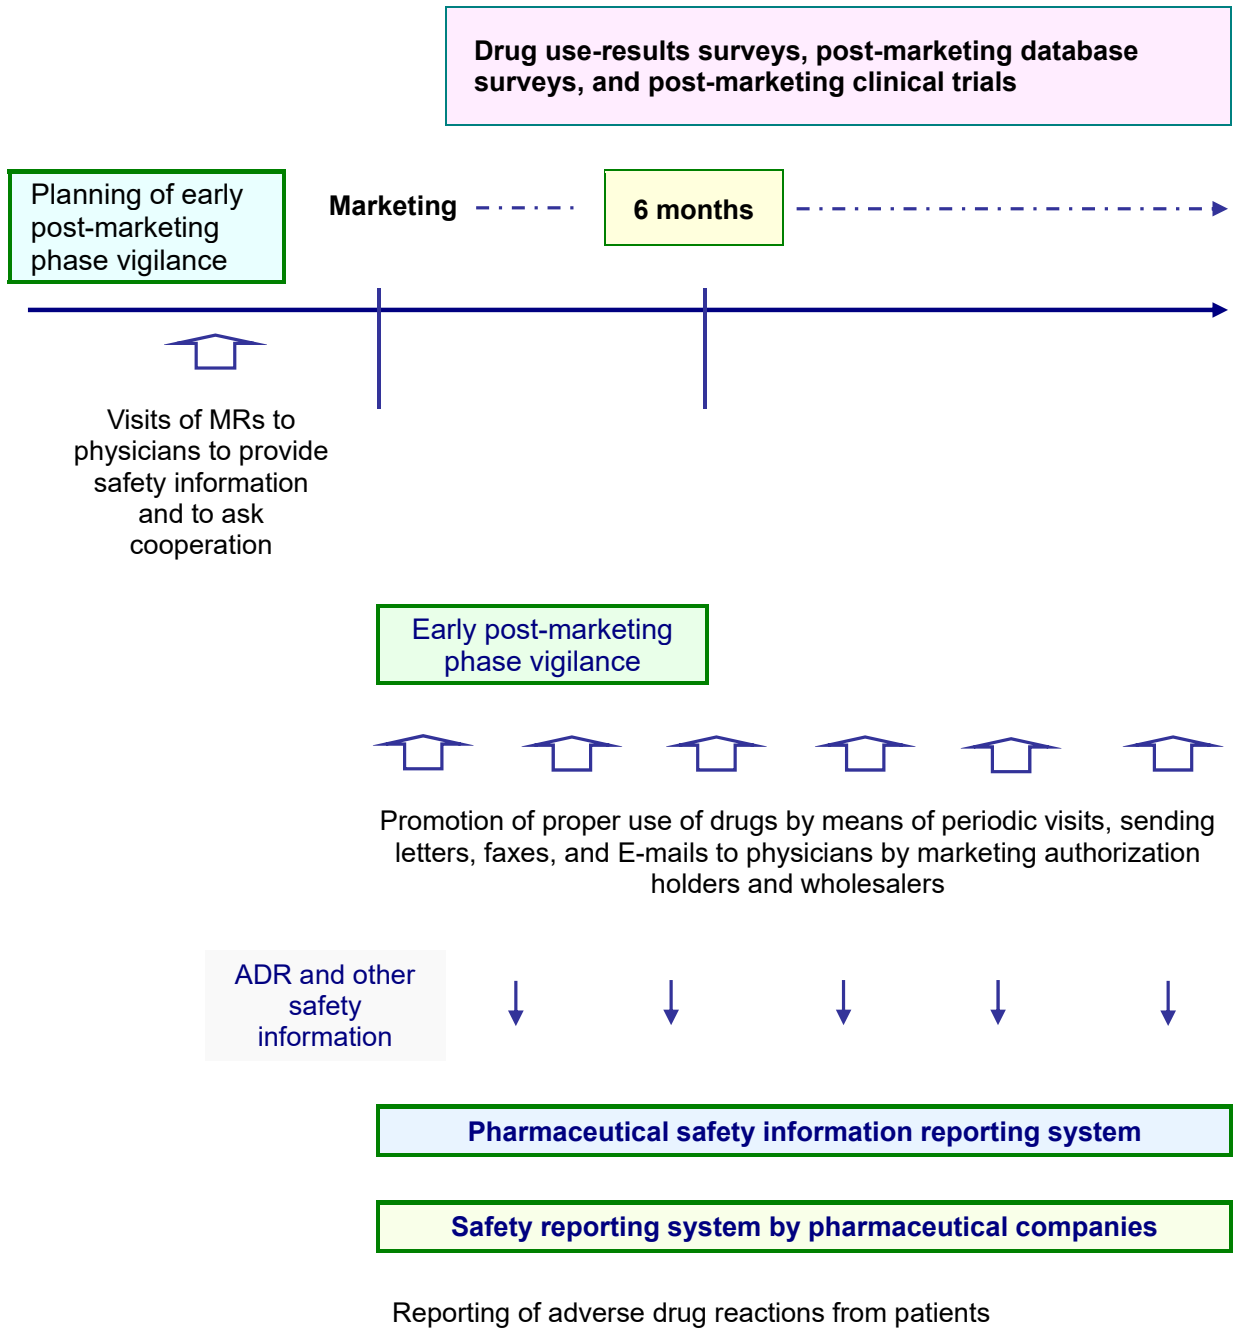 Drug use-results surveys, post-marketing database
surveys, and post-marketing clinical trials
Planning of early
post-marketing
phase vigilance
Marketing
6 months
Visits of MRs to
physicians to provide
safety information
and to ask
cooperation
Early post-marketing
phase vigilance
Promotion of proper use of drugs by means of periodic visits, sending
letters, faxes, and E-mails to physicians by marketing authorization
holders and wholesalers
ADR and other
safety
information
Pharmaceutical safety information reporting system
Safety reporting system by pharmaceutical companies
Reporting of adverse drug reactions from patients